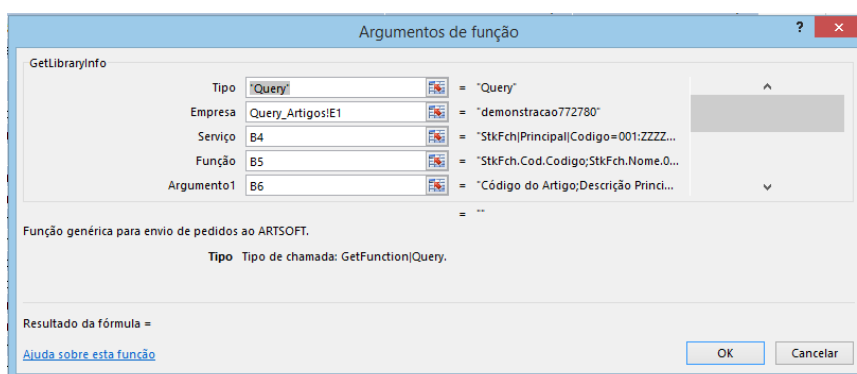 Argumentos de função ? ×
GetLibraryInfo
Tipo "Query" = "Query"
Empresa Query_Artigos!E1 = "demonstracao772780"
Serviço B4 = "StkFch|Principal|Codigo=001:ZZZZ...
Função B5 = "StkFch.Cod.Codigo;StkFch.Nome.0...
Argumento1 B6 = "Código do Artigo;Descrição Princi...
= ""
Função genérica para envio de pedidos ao ARTSOFT.
Tipo Tipo de chamada: GetFunction|Query.
Resultado da fórmula =
Ajuda sobre esta função OK Cancelar